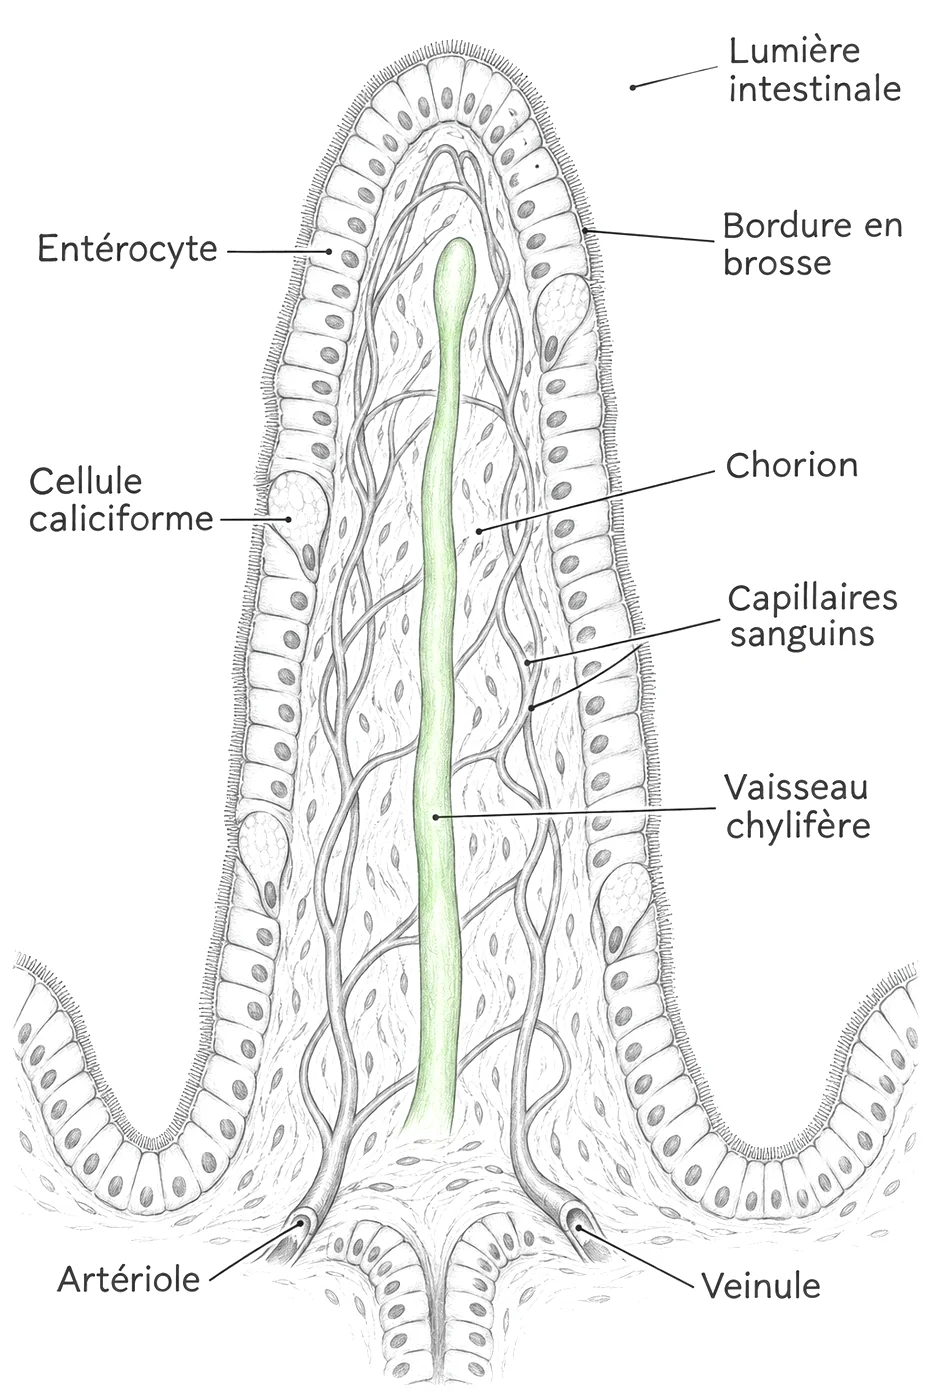 Lumière
intestinale
Entérocyte
Bordure en
brosse
Cellule
caliciforme
Chorion
Capillaires
sanguins
Vaisseau
chylifère
Artériole
Veinule